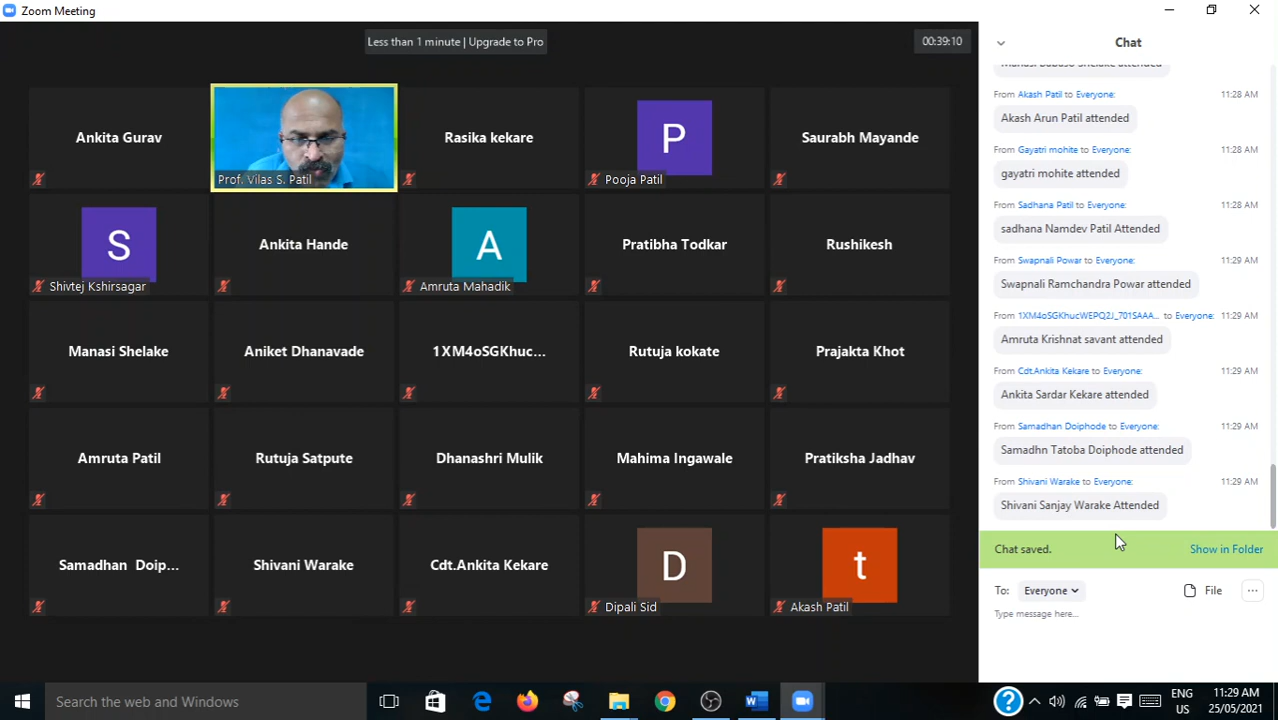 Zoom Meeting
Less than 1 minute | Upgrade to Pro
00:39:10
Ankita Gurav
Prof. Vilas S. Patil
Rasika kekare
P
Pooja Patil
Saurabh Mayande
S
Shivtej Kshirsagar
Ankita Hande
A
Amruta Mahadik
Pratibha Todkar
Rushikesh
Manasi Shelake
Aniket Dhanavade
1XM4oSGKhuc...
Rutuja kokate
Prajakta Khot
Amruta Patil
Rutuja Satpute
Dhanashri Mulik
Mahima Ingawale
Pratiksha Jadhav
Samadhan Doip...
Shivani Warake
Cdt.Ankita Kekare
D
Dipali Sid
t
Akash Patil
Chat
From Akash Patil to Everyone: 11:28 AM
Akash Arun Patil attended
From Gayatri mohite to Everyone: 11:28 AM
gayatri mohite attended
From Sadhana Patil to Everyone: 11:28 AM
sadhana Namdev Patil Attended
From Swapnali Powar to Everyone: 11:29 AM
Swapnali Ramchandra Powar attended
From 1XM4oSGKhucWEPQ2J_701SAAA... to Everyone: 11:29 AM
Amruta Krishnat savant attended
From Cdt.Ankita Kekare to Everyone: 11:29 AM
Ankita Sardar Kekare attended
From Samadhan Doiphode to Everyone: 11:29 AM
Samadhn Tatoba Doiphode attended
From Shivani Warake to Everyone: 11:29 AM
Shivani Sanjay Warake Attended
Chat saved. Show in Folder
To: Everyone File ...
Type message here...
Search the web and Windows
ENG
US
11:29 AM
25/05/2021